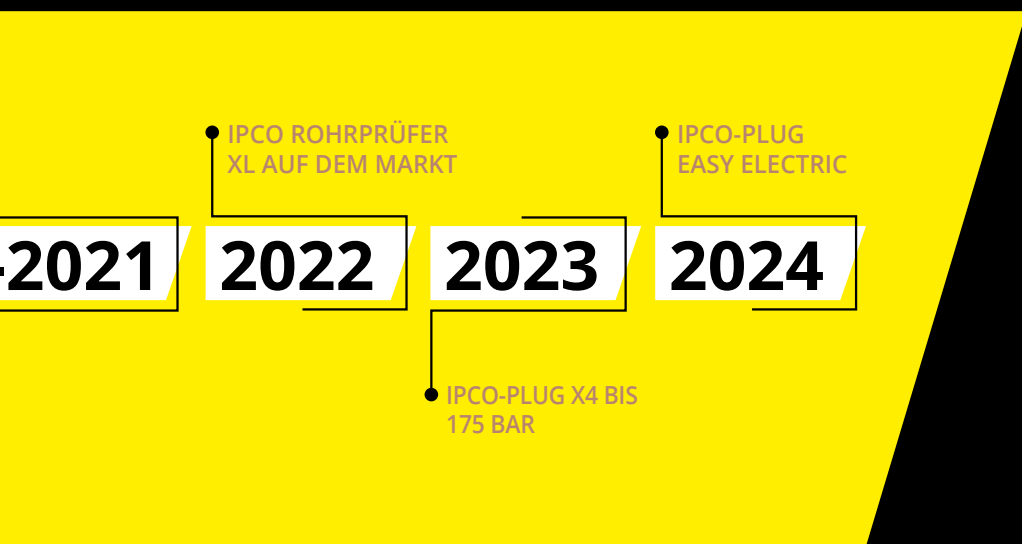 IPCO ROHRPRÜFER
XL AUF DEM MARKT
IPCO-PLUG
EASY ELECTRIC
-2021
2022
2023
2024
IPCO-PLUG X4 BIS
175 BAR